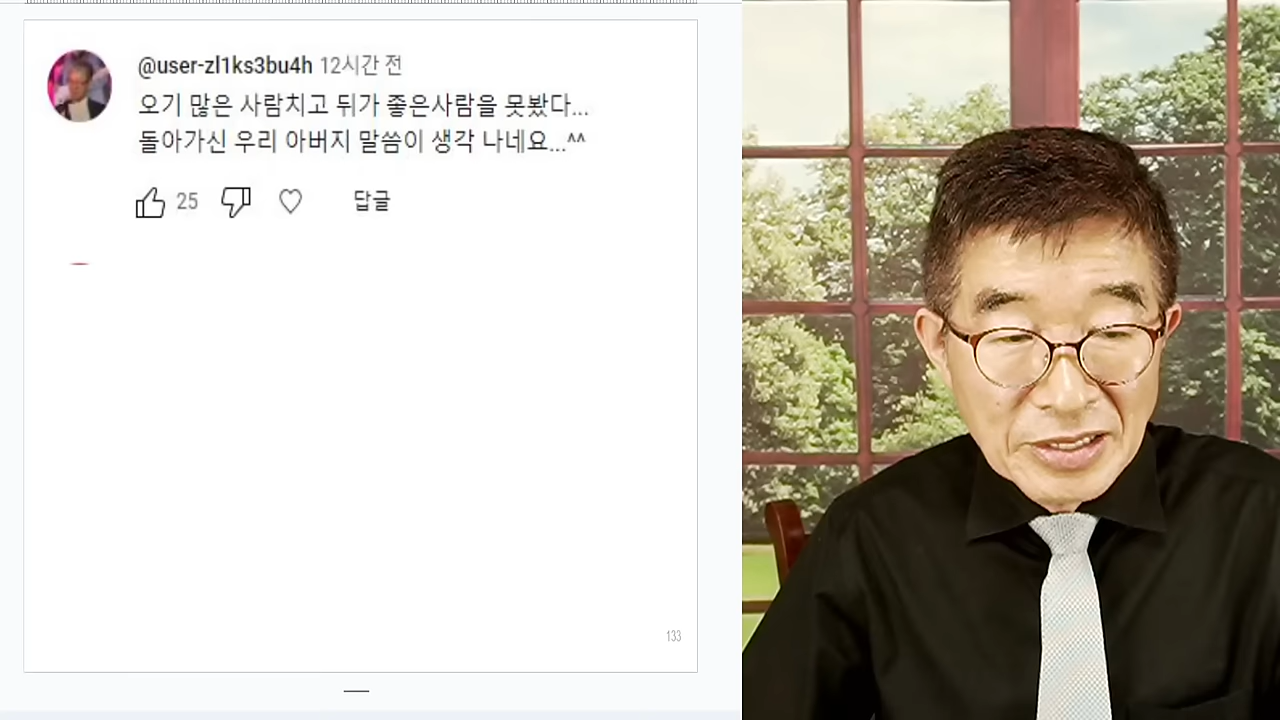 @user-zl1ks3bu4h 12시간 전
오기 많은 사람치고 뒤가 좋은사람을 못봤다...
돌아가신 우리 아버지 말씀이 생각 나네요...^^
25 답글
133